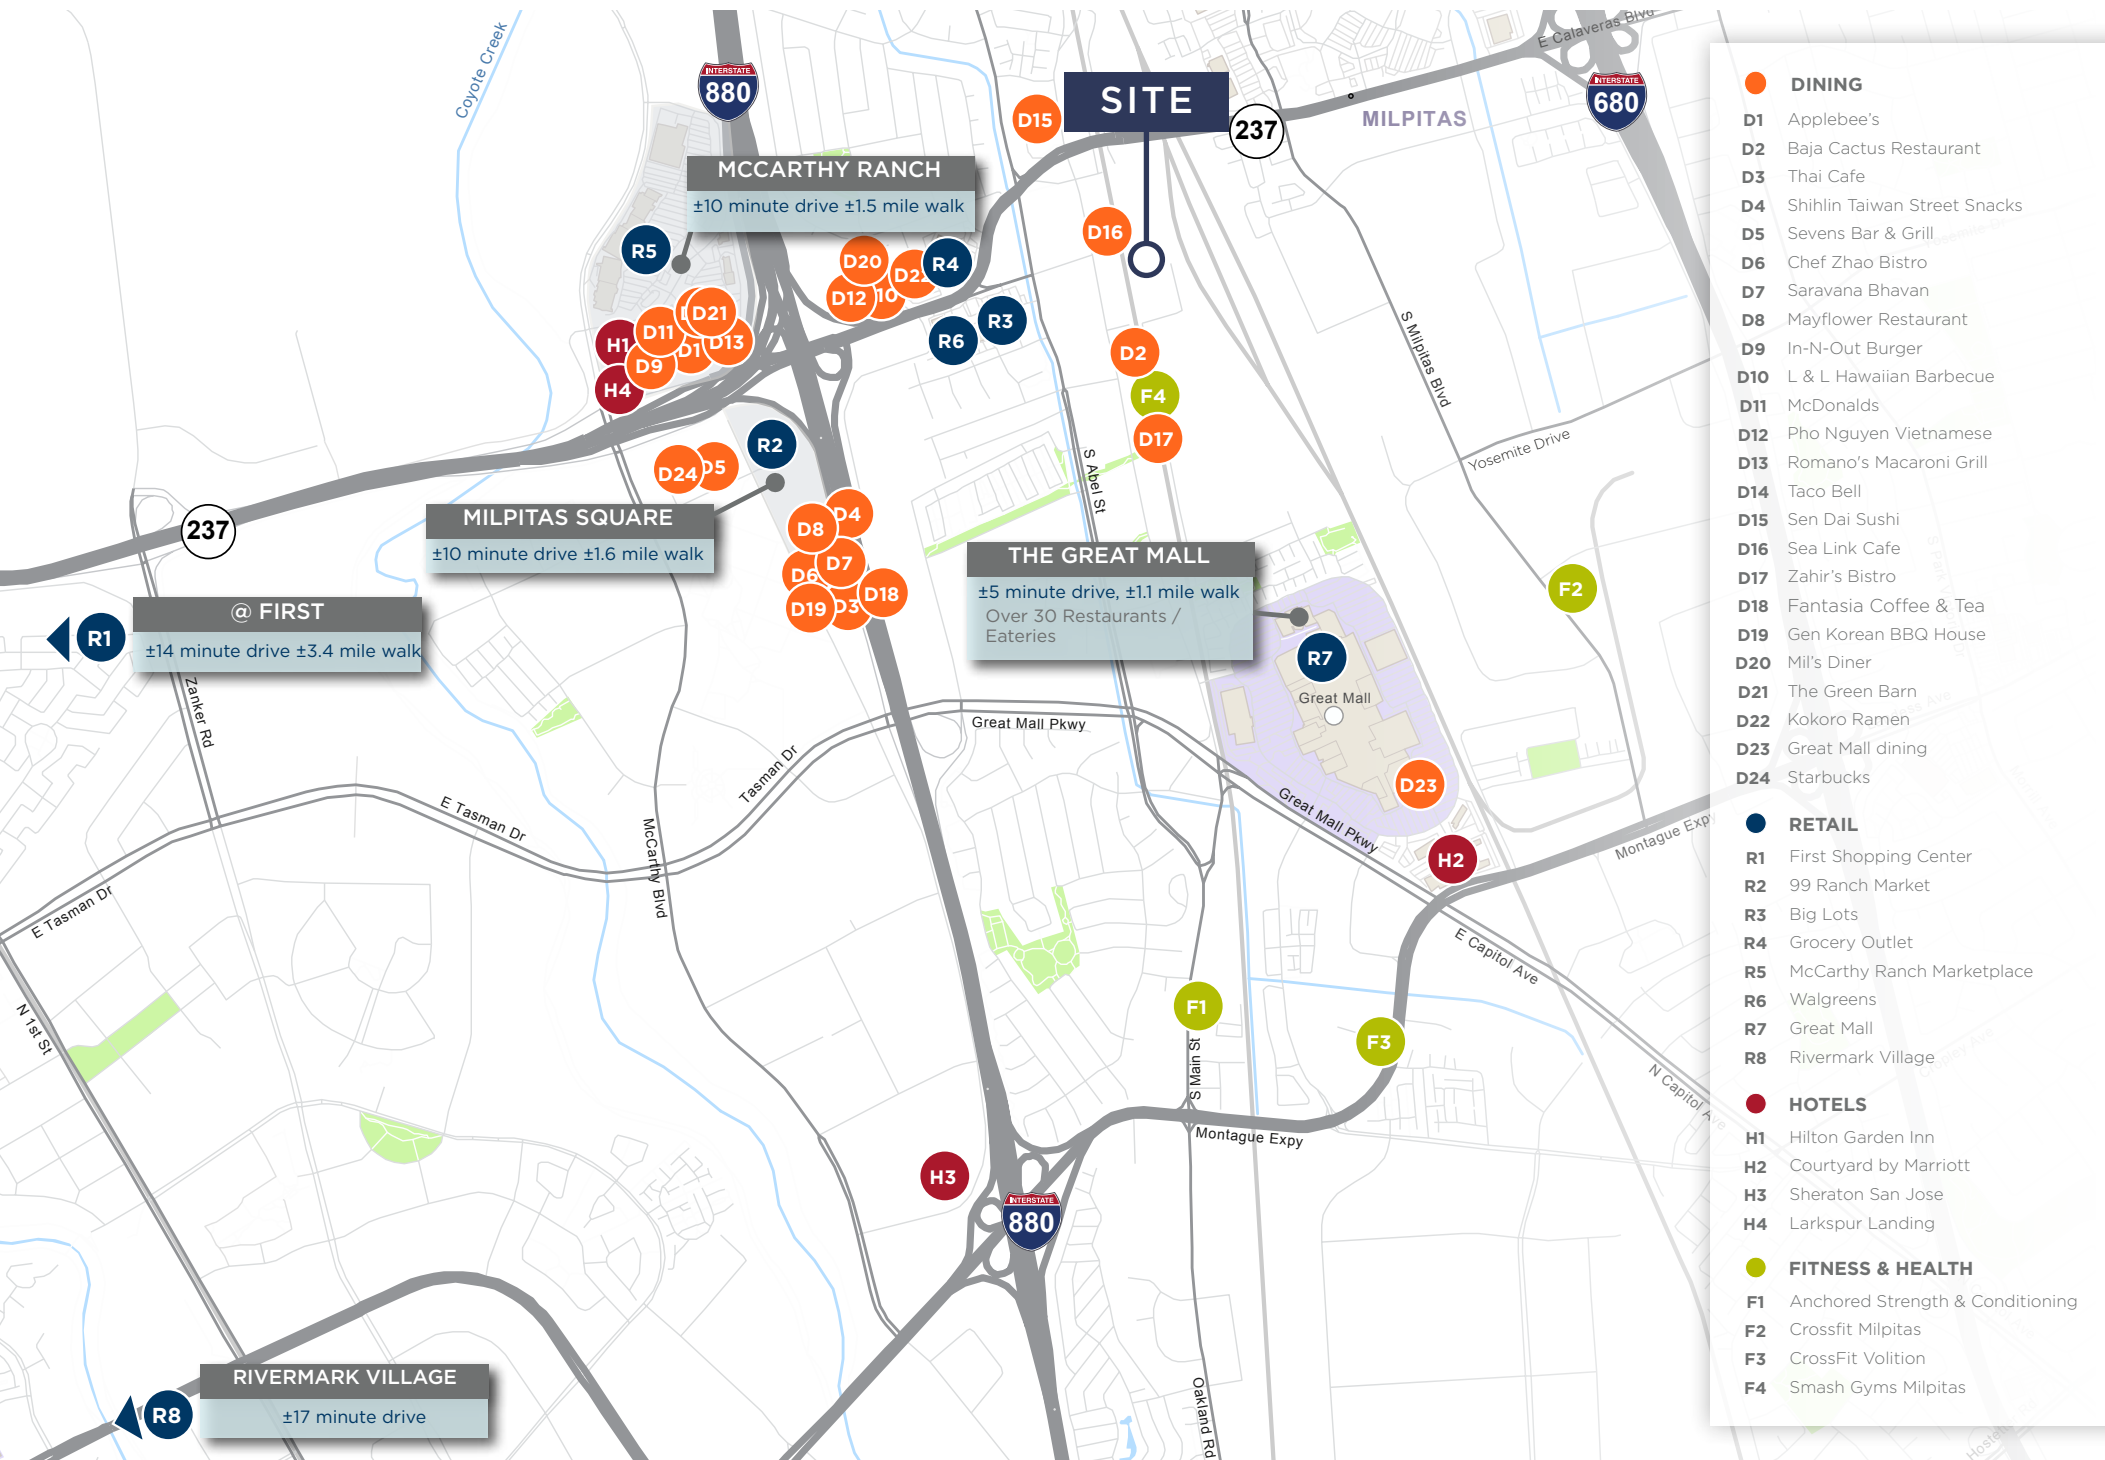 E Calaveras Blvd
Coyote Creek
INTERSTATE
880
SITE
INTERSTATE
680
D15
237
MILPITAS
MCCARTHY RANCH
±10 minute drive ±1.5 mile walk
R5
D16
D20
D22
R4
D12
10
D21
D11
D13
H1
D1
D9
H4
R3
R6
D2
F4
D17
S Milpitas Blvd
Yosemite Drive
R2
D24
D5
S Abel St
MILPITAS SQUARE
±10 minute drive ±1.6 mile walk
D8
D4
D7
D6
D18
D19
D3
237
THE GREAT MALL
±5 minute drive, ±1.1 mile walk
Over 30 Restaurants /
Eateries
F2
@ FIRST
±14 minute drive ±3.4 mile walk
R1
R7
Great Mall
Zanker Rd
Great Mall Pkwy
Tasman Dr
D23
E Tasman Dr
Great Mall Pkwy
McCarthy Blvd
Montague Expy
H2
E Tasman Dr
E Capitol Ave
N 1st St
F1
F3
S Main St
N Capitol Ave
Montague Expy
H3
INTERSTATE
880
RIVERMARK VILLAGE
±17 minute drive
R8
Oakland Rd
DINING
D1 Applebee's
D2 Baja Cactus Restaurant
D3 Thai Cafe
D4 Shihlin Taiwan Street Snacks
D5 Sevens Bar & Grill
D6 Chef Zhao Bistro
D7 Saravana Bhavan
D8 Mayflower Restaurant
D9 In-N-Out Burger
D10 L & L Hawaiian Barbecue
D11 McDonalds
D12 Pho Nguyen Vietnamese
D13 Romano's Macaroni Grill
D14 Taco Bell
D15 Sen Dai Sushi
D16 Sea Link Cafe
D17 Zahir's Bistro
D18 Fantasia Coffee & Tea
D19 Gen Korean BBQ House
D20 Mil's Diner
D21 The Green Barn
D22 Kokoro Ramen
D23 Great Mall dining
D24 Starbucks
RETAIL
R1 First Shopping Center
R2 99 Ranch Market
R3 Big Lots
R4 Grocery Outlet
R5 McCarthy Ranch Marketplace
R6 Walgreens
R7 Great Mall
R8 Rivermark Village
HOTELS
H1 Hilton Garden Inn
H2 Courtyard by Marriott
H3 Sheraton San Jose
H4 Larkspur Landing
FITNESS & HEALTH
F1 Anchored Strength & Conditioning
F2 Crossfit Milpitas
F3 CrossFit Volition
F4 Smash Gyms Milpitas